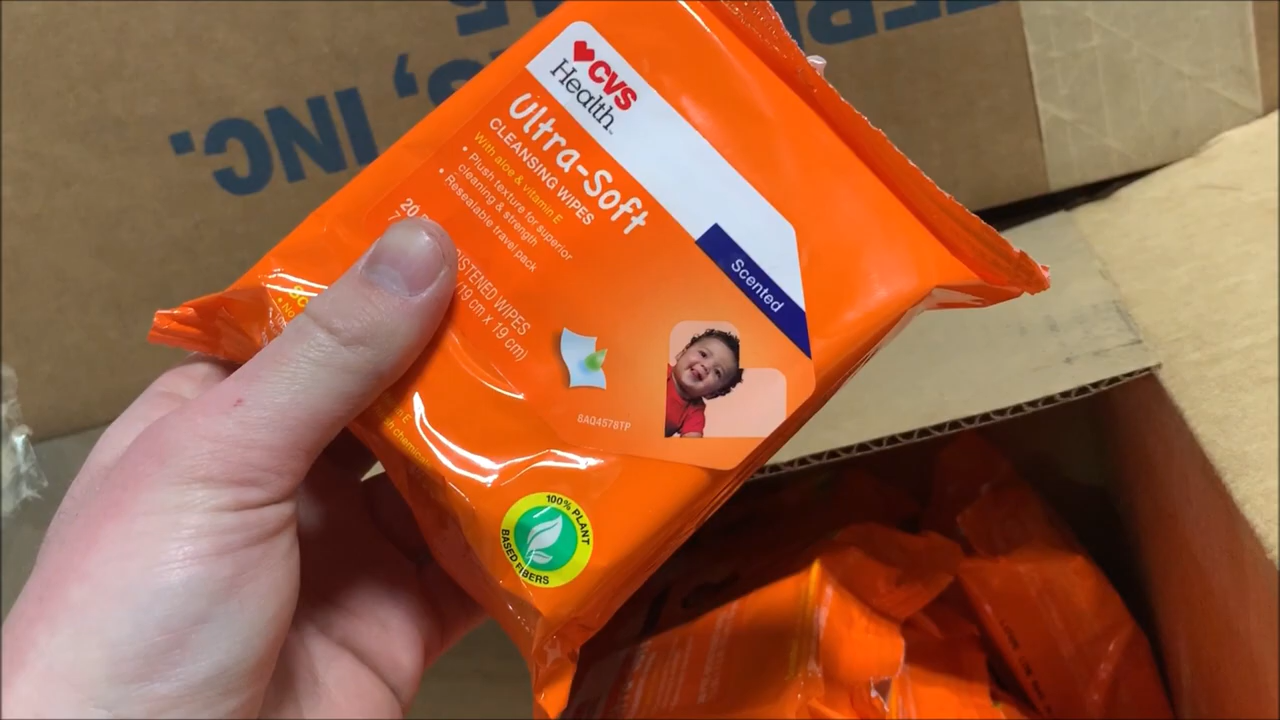 CVS
Health
Ultra-Soft
CLEANSING WIPES
With aloe & vitamin E
• Plush texture for superior
cleaning & strength
• Resealable travel pack
20
7
WIPES
(19 cm x 19 cm)
Scented
8AQ4578TP
100% PLANT
BASED FIBERS
, INC.